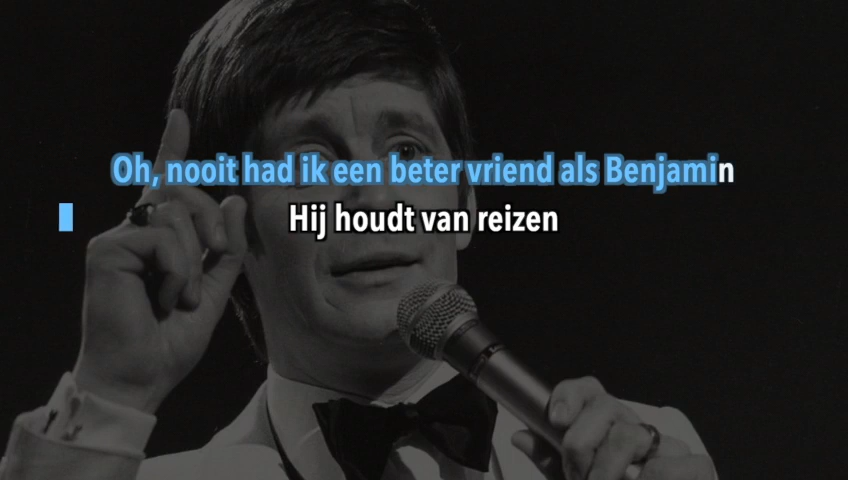 Oh, nooit had ik een beter vriend als Benjamin
Hij houdt van reizen